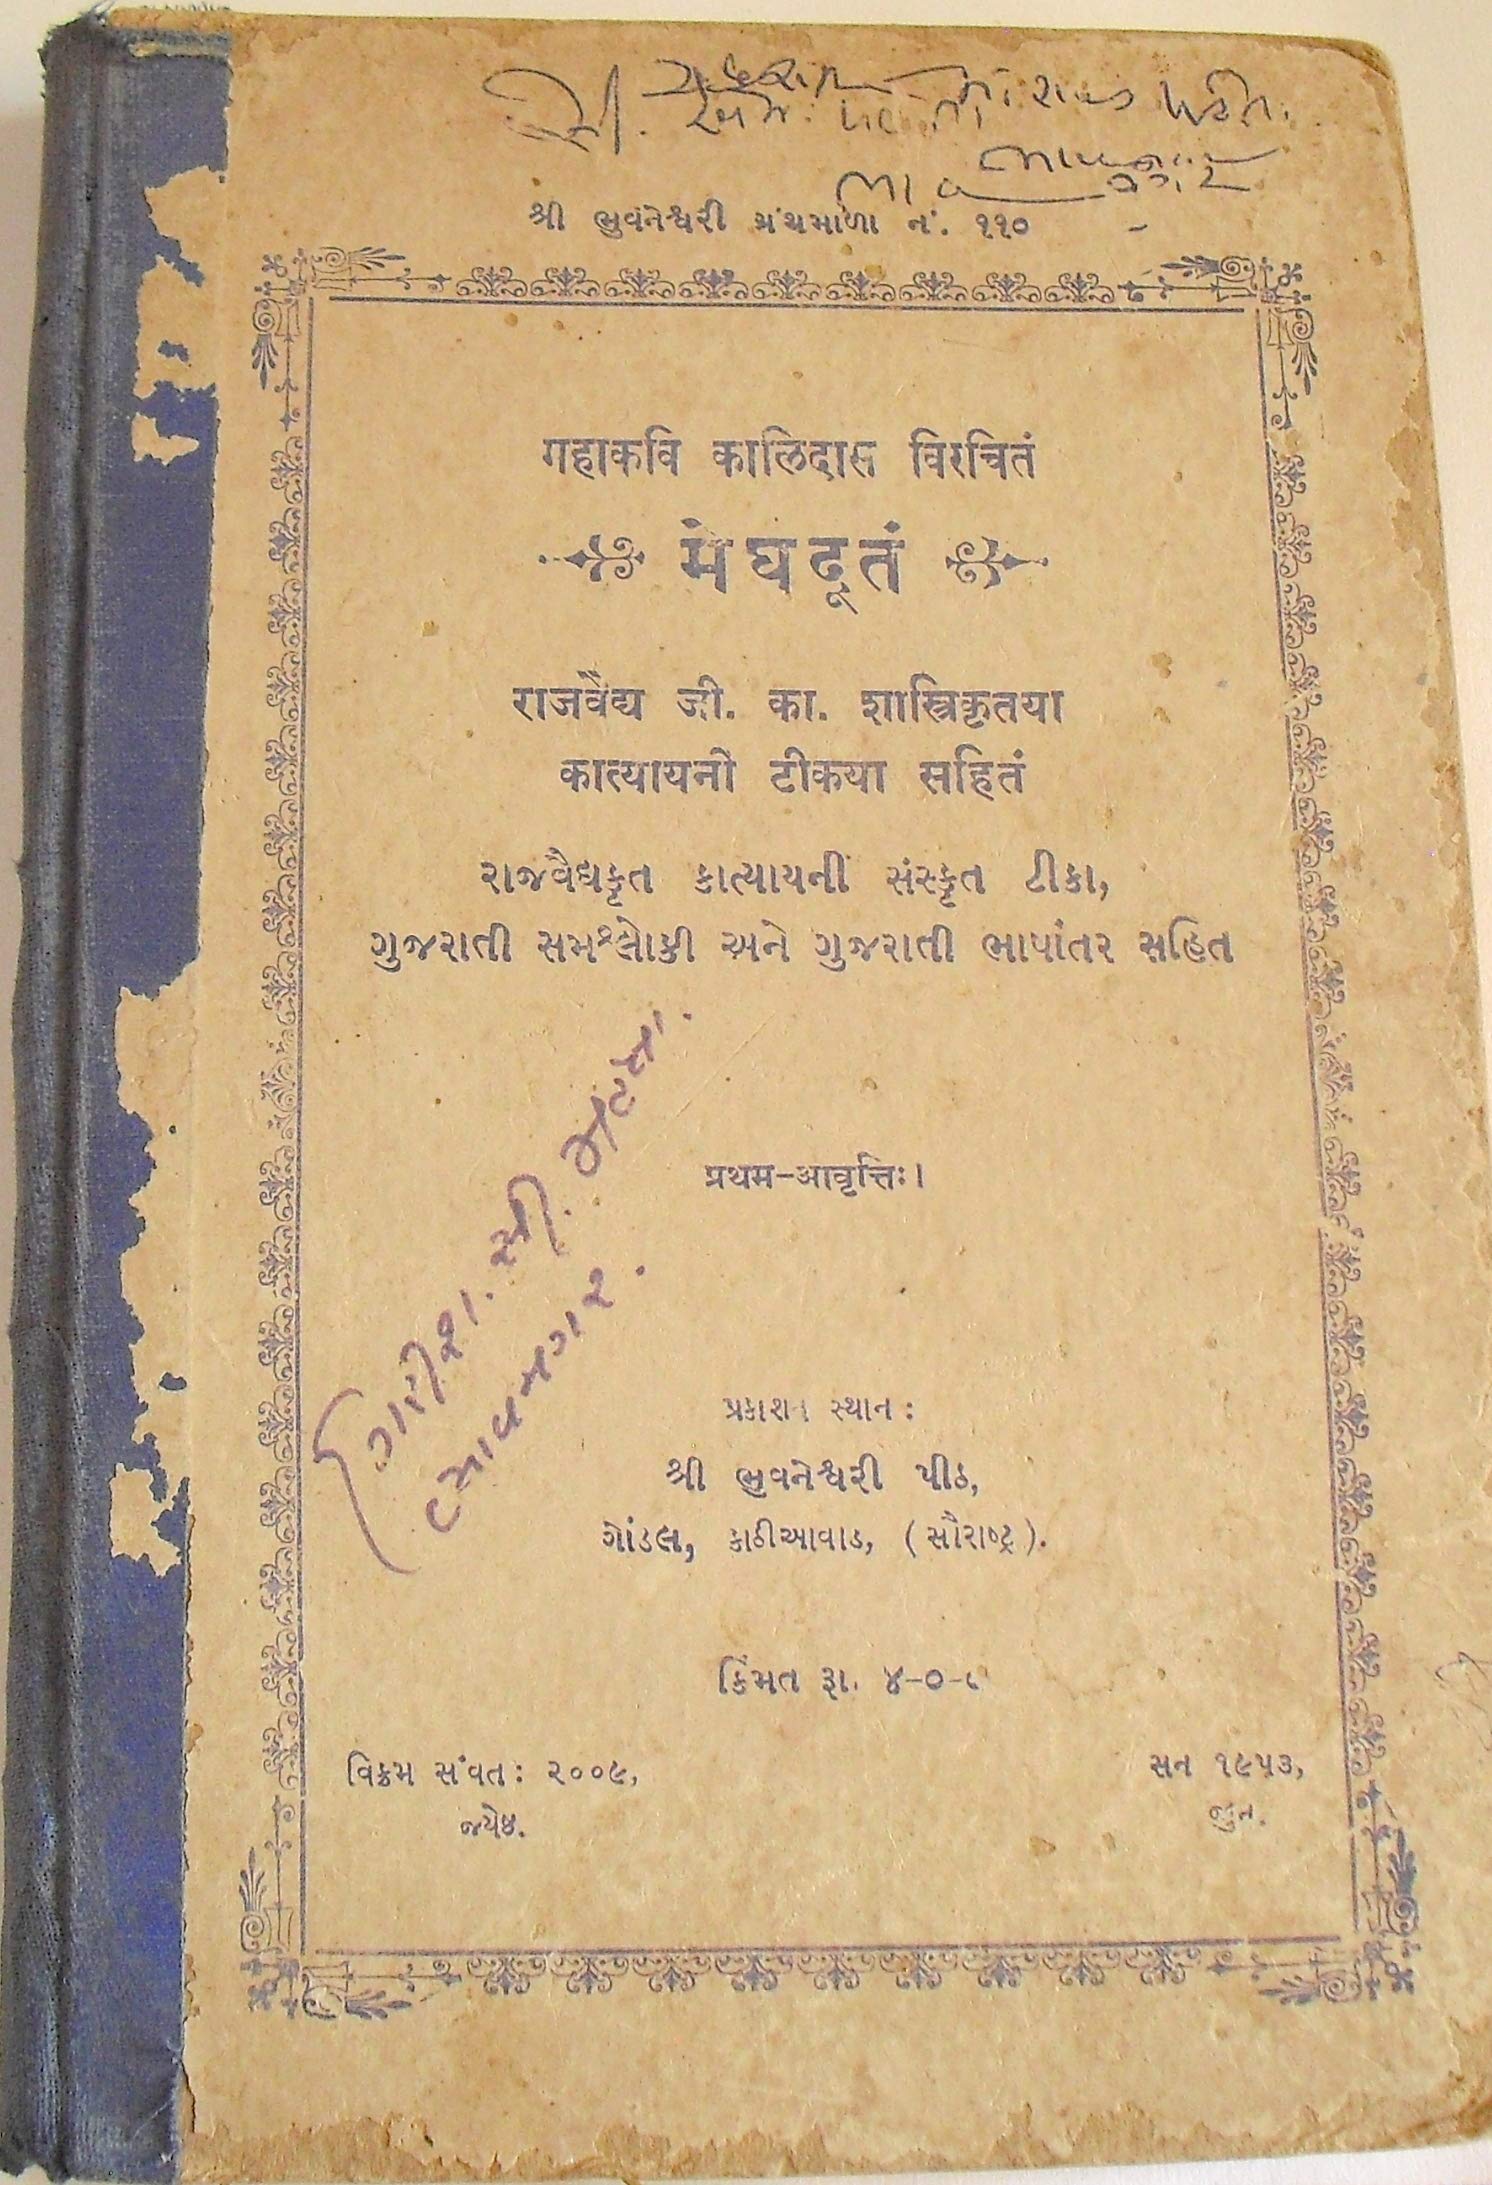 શ્રી ભુવનેશ્વરી ગ્રંથમાળા નં. ૧૧૦
महाकवि कालिदास विरचितं
मेघदूतं
राजवैद्य जी. का. शास्त्रिकृतया
कात्यायनी टीकया सहितं
રાજવૈદ્યકૃત કાત્યાયની સંસ્કૃત ટીકા,
ગુજરાતી સમશ્લોકી અને ગુજરાતી ભાષાંતર સહિત
प्रथम-आवृत्तिः।
ગિરીશ. સી. મહેતા.
ભાવનગર.
પ્રકાશન સ્થાન :
શ્રી ભુવનેશ્વરી પીઠ,
ગોંડલ, કાઠીઆવાડ, (સૌરાષ્ટ્ર).
કિંમત રૂા. ૪-૦-૦
વિક્રમ સંવત : ૨૦૦૯,
સન ૧૯૫૩,
જ્યેષ્ઠ.
જુન.